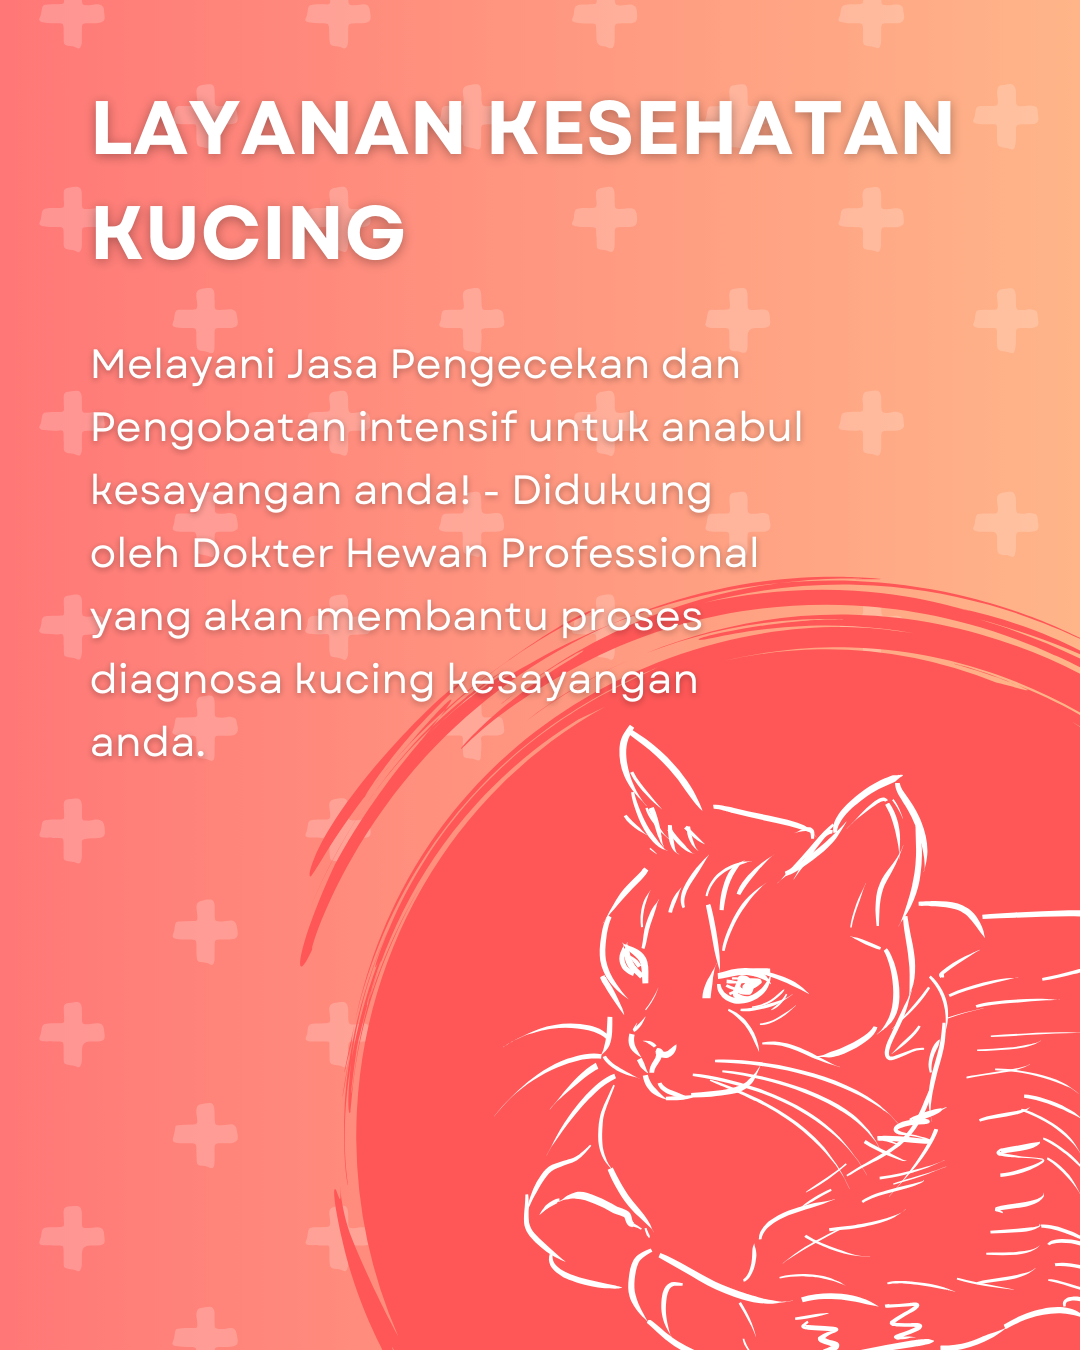 LAYANAN KESEHATAN
KUCING
Melayani Jasa Pengecekan dan
Pengobatan intensif untuk anabul
kesayangan anda! - Didukung
oleh Dokter Hewan Professional
yang akan membantu proses
diagnosa kucing kesayangan
anda.